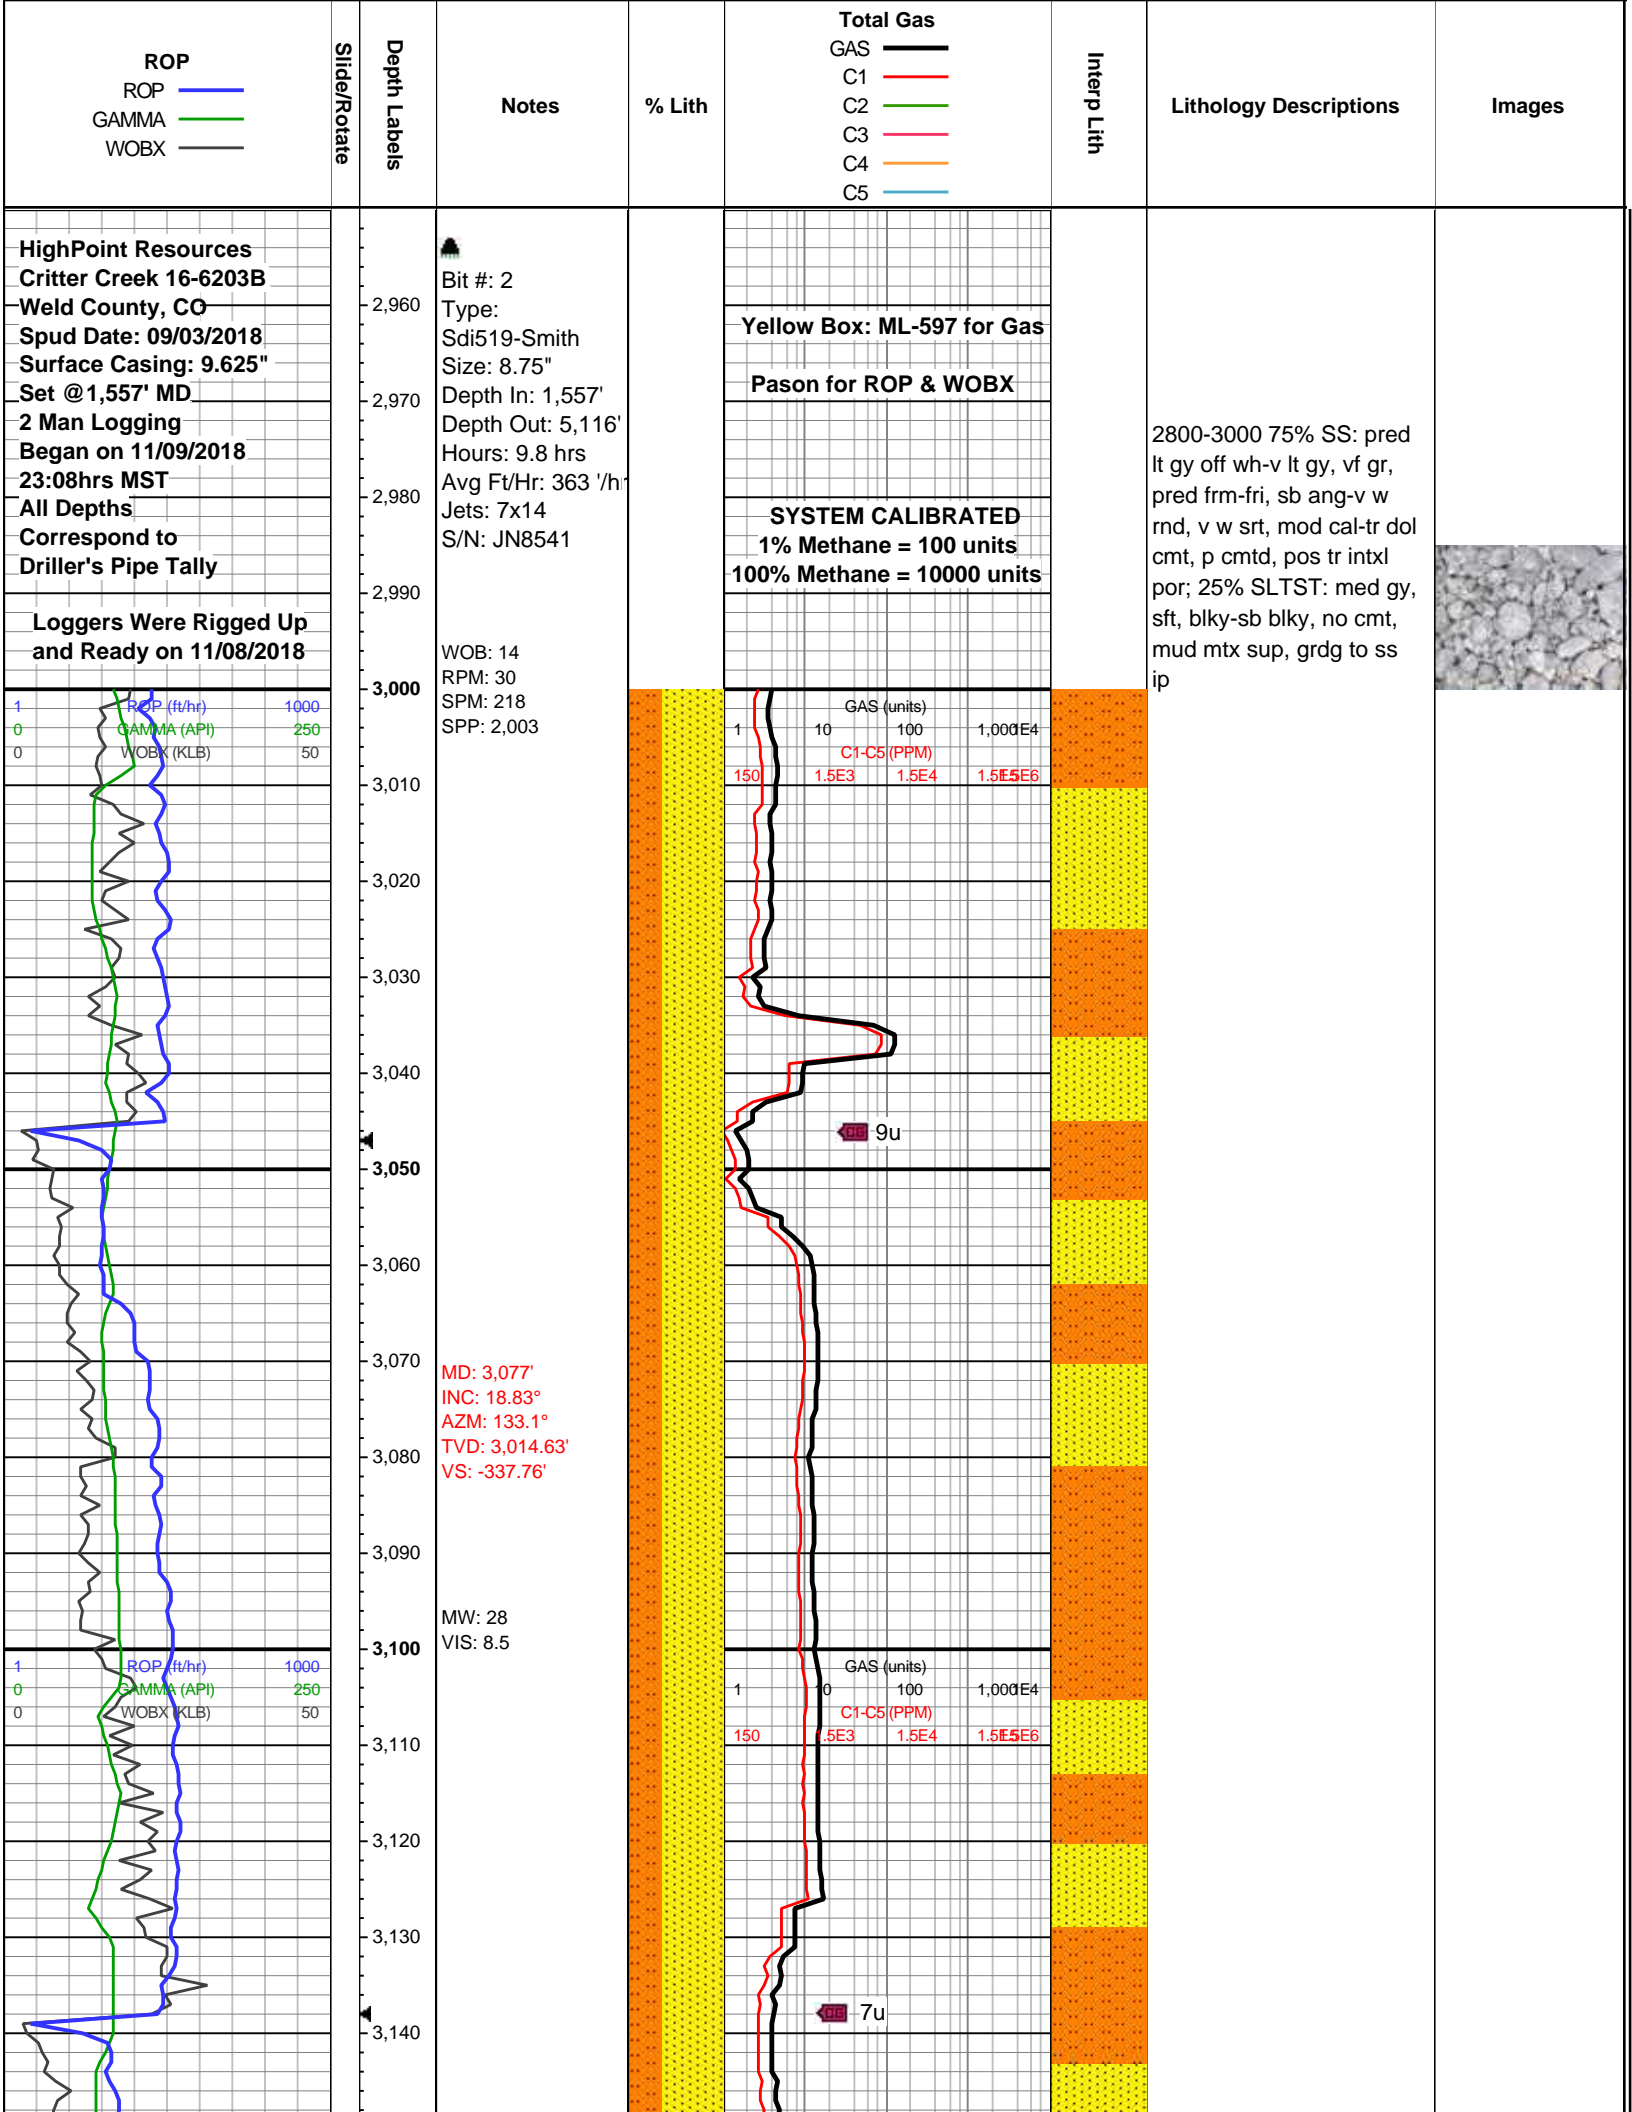 ROP
ROP
GAMMA
WOBX
Slide/Rotate
Depth Labels
Notes
% Lith
Total Gas
GAS
C1
C2
C3
C4
C5
Interp Lith
Lithology Descriptions
Images
HighPoint Resources
Critter Creek 16-6203B
Weld County, CO
Spud Date: 09/03/2018
Surface Casing: 9.625"
Set @1,557' MD
2 Man Logging
Began on 11/09/2018
23:08hrs MST
All Depths
Correspond to
Driller's Pipe Tally
Loggers Were Rigged Up
and Ready on 11/08/2018
1 ROP (ft/hr) 1000
0 GAMMA (API) 250
0 WOBX (KLB) 50
1 ROP (ft/hr) 1000
0 GAMMA (API) 250
0 WOBX (KLB) 50
2,960
2,970
2,980
2,990
3,000
3,010
3,020
3,030
3,040
3,050
3,060
3,070
3,080
3,090
3,100
3,110
3,120
3,130
3,140
Bit #: 2
Type:
Sdi519-Smith
Size: 8.75"
Depth In: 1,557'
Depth Out: 5,116'
Hours: 9.8 hrs
Avg Ft/Hr: 363 '/hr
Jets: 7x14
S/N: JN8541
WOB: 14
RPM: 30
SPM: 218
SPP: 2,003
MD: 3,077'
INC: 18.83°
AZM: 133.1°
TVD: 3,014.63'
VS: -337.76'
MW: 28
VIS: 8.5
Yellow Box: ML-597 for Gas
Pason for ROP & WOBX
SYSTEM CALIBRATED
1% Methane = 100 units
100% Methane = 10000 units
GAS (units)
1 10 100 1,000 1E4
C1-C5 (PPM)
150 1.5E3 1.5E4 1.5E5 1.5E6
CG 9u
GAS (units)
1 10 100 1,000 1E4
C1-C5 (PPM)
150 1.5E3 1.5E4 1.5E5 1.5E6
CG 7u
2800-3000 75% SS: pred
lt gy off wh-v lt gy, vf gr,
pred frm-fri, sb ang-v w
rnd, v w srt, mod cal-tr dol
cmt, p cmtd, pos tr intxl
por; 25% SLTST: med gy,
sft, blky-sb blky, no cmt,
mud mtx sup, grdg to ss
ip